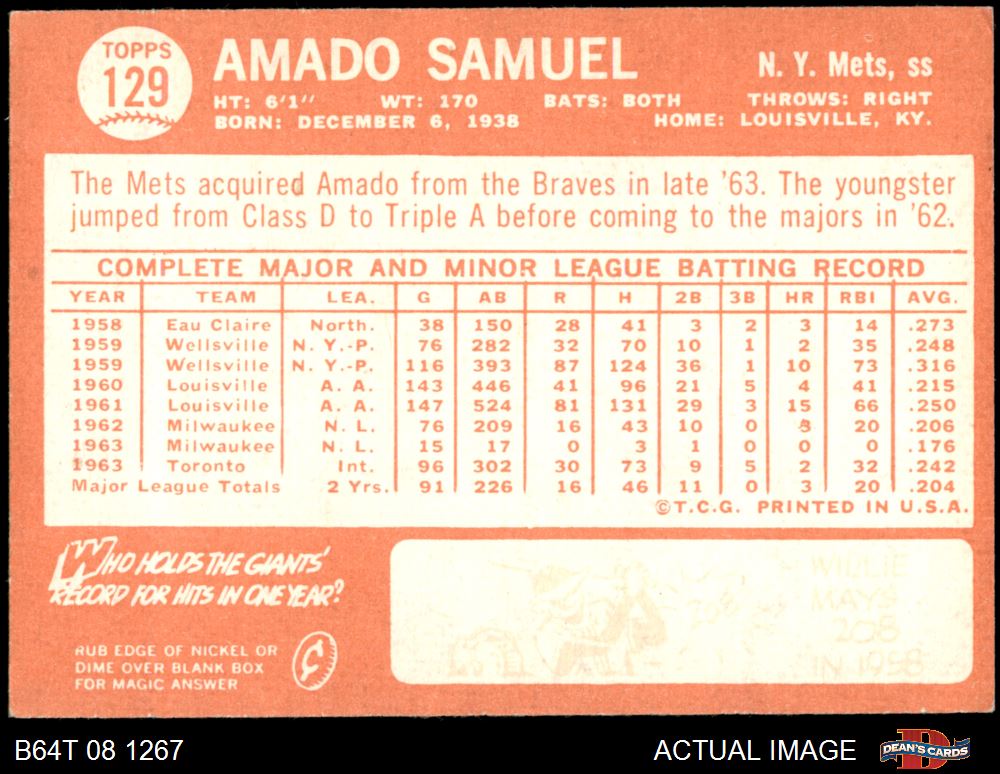 TOPPS
129
AMADO SAMUEL
N. Y. Mets, ss
HT: 6'1" WT: 170 BATS: BOTH THROWS: RIGHT
BORN: DECEMBER 6, 1938 HOME: LOUISVILLE, KY.
The Mets acquired Amado from the Braves in late '63. The youngster
jumped from Class D to Triple A before coming to the majors in '62.
COMPLETE MAJOR AND MINOR LEAGUE BATTING RECORD
YEAR TEAM LEA. G AB R H 2B 3B HR RBI AVG.
1958 Eau Claire North. 38 150 28 41 3 2 3 14 .273
1959 Wellsville N. Y.-P. 76 282 32 70 10 1 2 35 .248
1959 Wellsville N. Y.-P. 116 393 87 124 36 1 10 73 .316
1960 Louisville A. A. 143 446 41 96 21 5 4 41 .215
1961 Louisville A. A. 147 524 81 131 29 3 15 66 .250
1962 Milwaukee N. L. 76 209 16 43 10 0 3 20 .206
1963 Milwaukee N. L. 15 17 0 3 1 0 0 0 .176
1963 Toronto Int. 96 302 30 73 9 5 2 32 .242
Major League Totals 2 Yrs. 91 226 16 46 11 0 3 20 .204
©T.C.G. PRINTED IN U.S.A.
WHO HOLDS THE GIANTS'
RECORD FOR HITS IN ONE YEAR?
RUB EDGE OF NICKEL OR
DIME OVER BLANK BOX
FOR MAGIC ANSWER
¢
WILLIE
MAYS
208
IN 1958
B64T 08 1267
ACTUAL IMAGE
DEAN'S CARDS